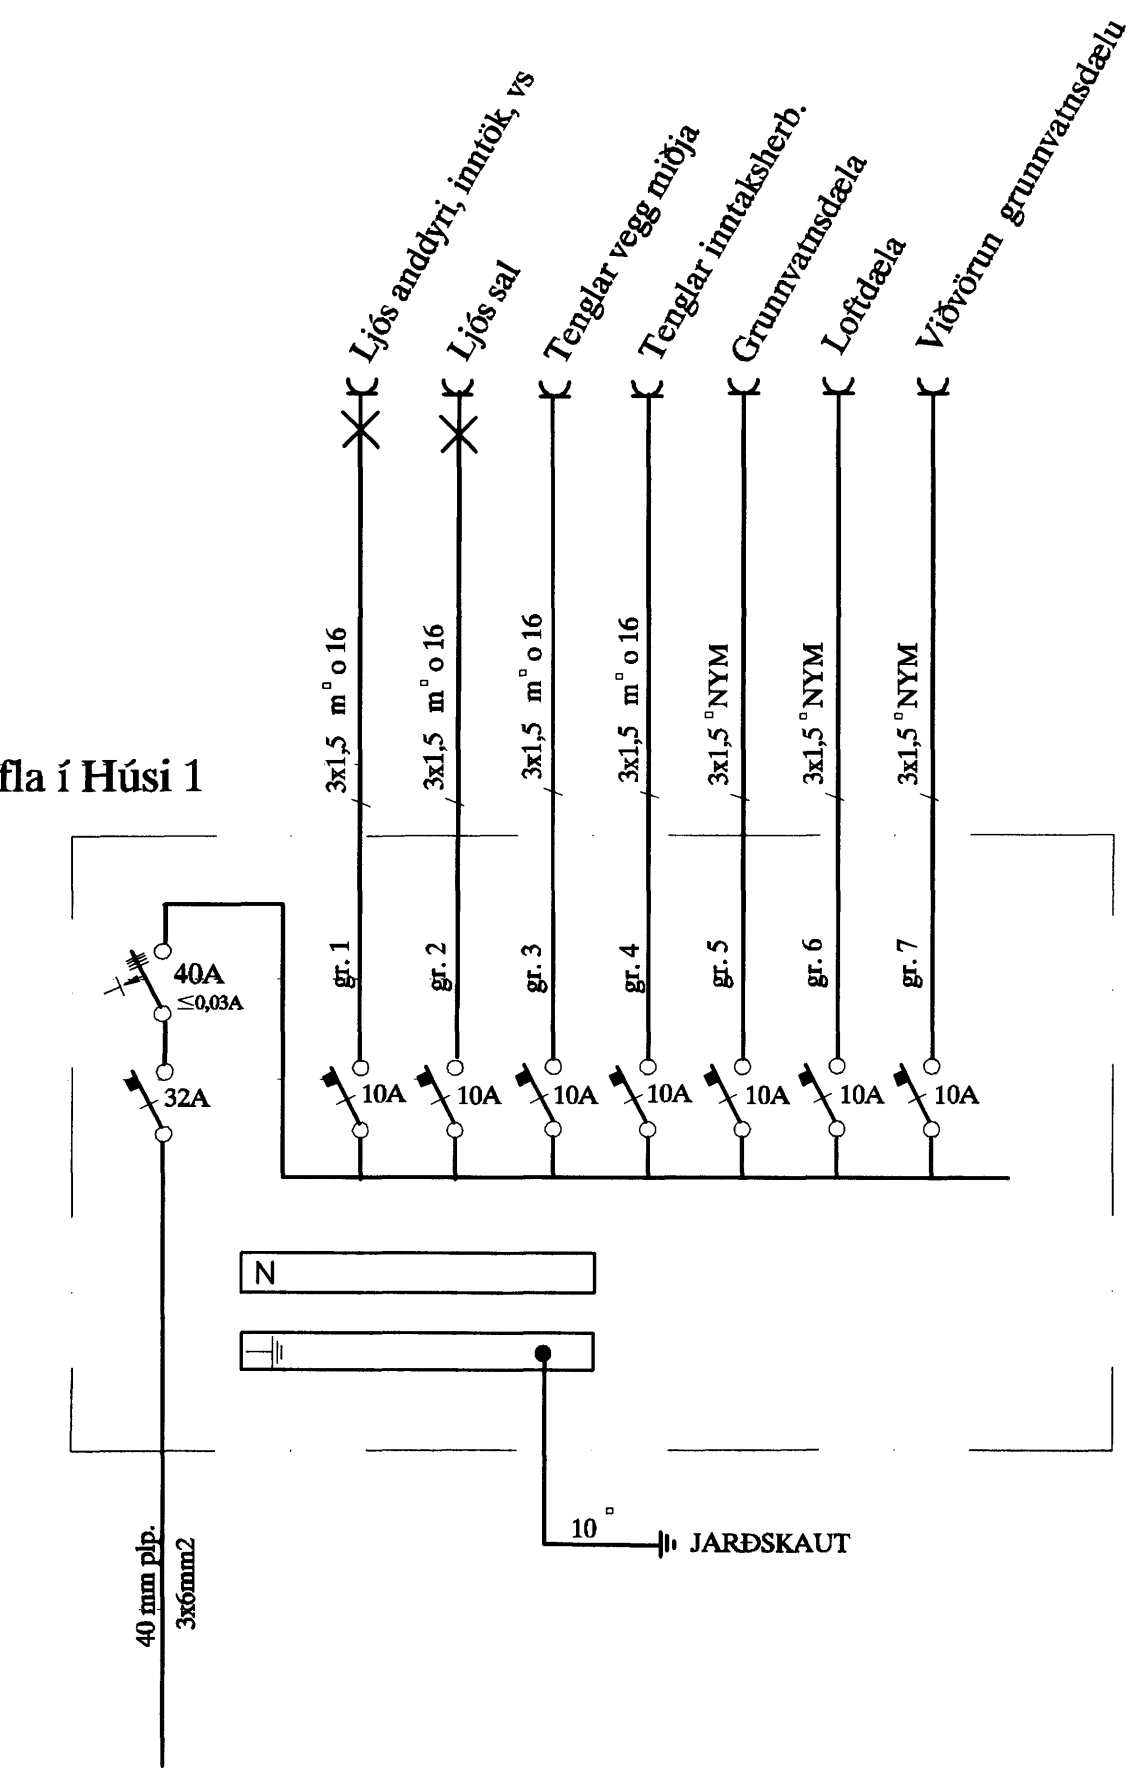 Ljós anddyri, inntök, vs
Ljós sal
Tenglar vegg miðja
Tenglar inntaksherb.
Grunnvatnsdæla
Loftdæla
Viðvörun grunnvatnsdælu
3x1,5 m□ o 16
3x1,5 m□ o 16
3x1,5 m□ o 16
3x1,5 m□ o 16
3x1,5□NYM
3x1,5□NYM
3x1,5□NYM
fla í Húsi 1
gr. 1
gr. 2
gr. 3
gr. 4
gr. 5
gr. 6
gr. 7
40A
≤0,03A
32A
10A
10A
10A
10A
10A
10A
10A
N
10 □
JARÐSKAUT
40 mm plp.
3x6mm2